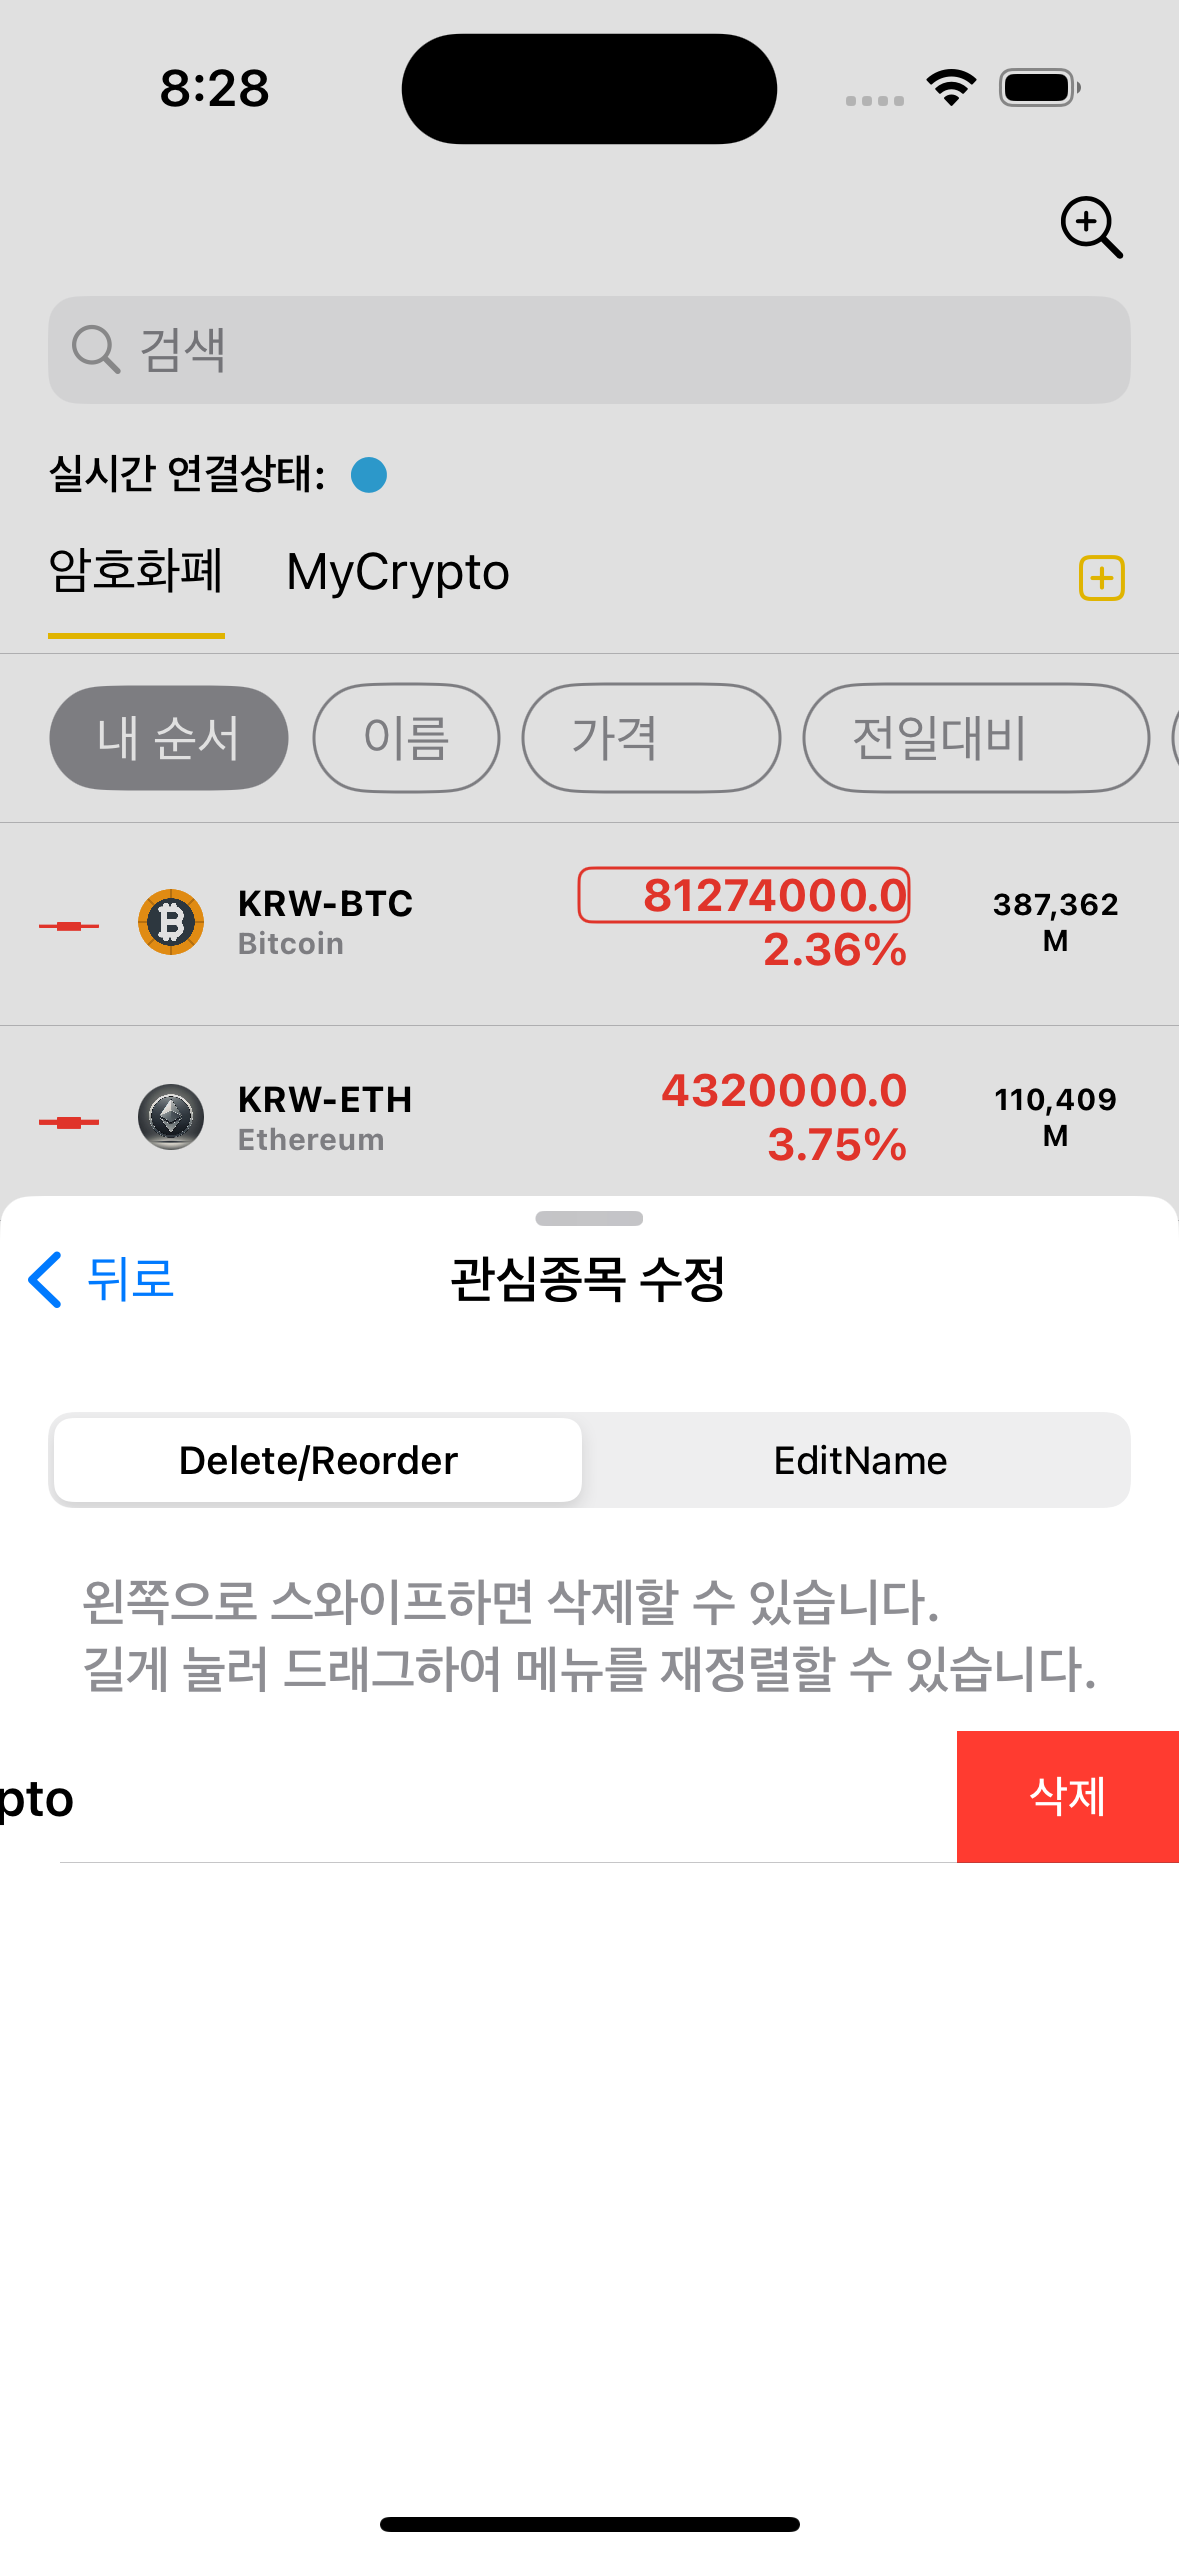 8:28
검색
실시간 연결상태:
암호화폐 MyCrypto
내 순서 이름 가격 전일대비
KRW-BTC 81274000.0 387,362
Bitcoin 2.36% M
KRW-ETH 4320000.0 110,409
Ethereum 3.75% M
뒤로 관심종목 수정
Delete/Reorder EditName
왼쪽으로 스와이프하면 삭제할 수 있습니다.
길게 눌러 드래그하여 메뉴를 재정렬할 수 있습니다.
pto 삭제